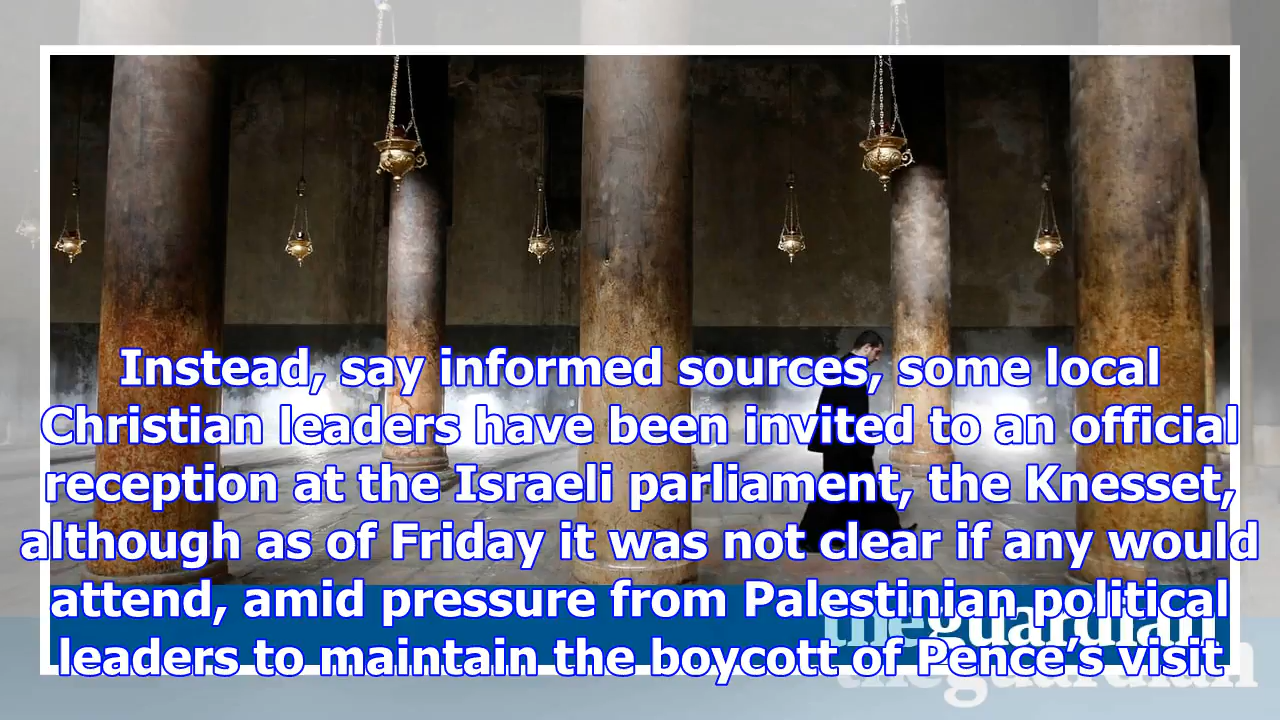 Instead, say informed sources, some local
Christian leaders have been invited to an official
reception at the Israeli parliament, the Knesset,
although as of Friday it was not clear if any would
attend, amid pressure from Palestinian political
leaders to maintain the boycott of Pence’s visit
theguardian
theguardian